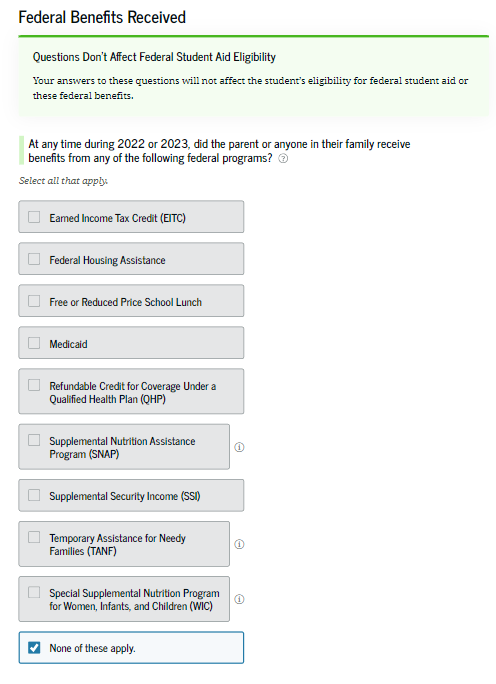 Federal Benefits Received
Questions Don't Affect Federal Student Aid Eligibility
Your answers to these questions will not affect the student's eligibility for federal student aid or
these federal benefits.
At any time during 2022 or 2023, did the parent or anyone in their family receive
benefits from any of the following federal programs?
Select all that apply.
Earned Income Tax Credit (EITC)
Federal Housing Assistance
Free or Reduced Price School Lunch
Medicaid
Refundable Credit for Coverage Under a
Qualified Health Plan (QHP)
Supplemental Nutrition Assistance
Program (SNAP)
Supplemental Security Income (SSI)
Temporary Assistance for Needy
Families (TANF)
Special Supplemental Nutrition Program
for Women, Infants, and Children (WIC)
None of these apply.